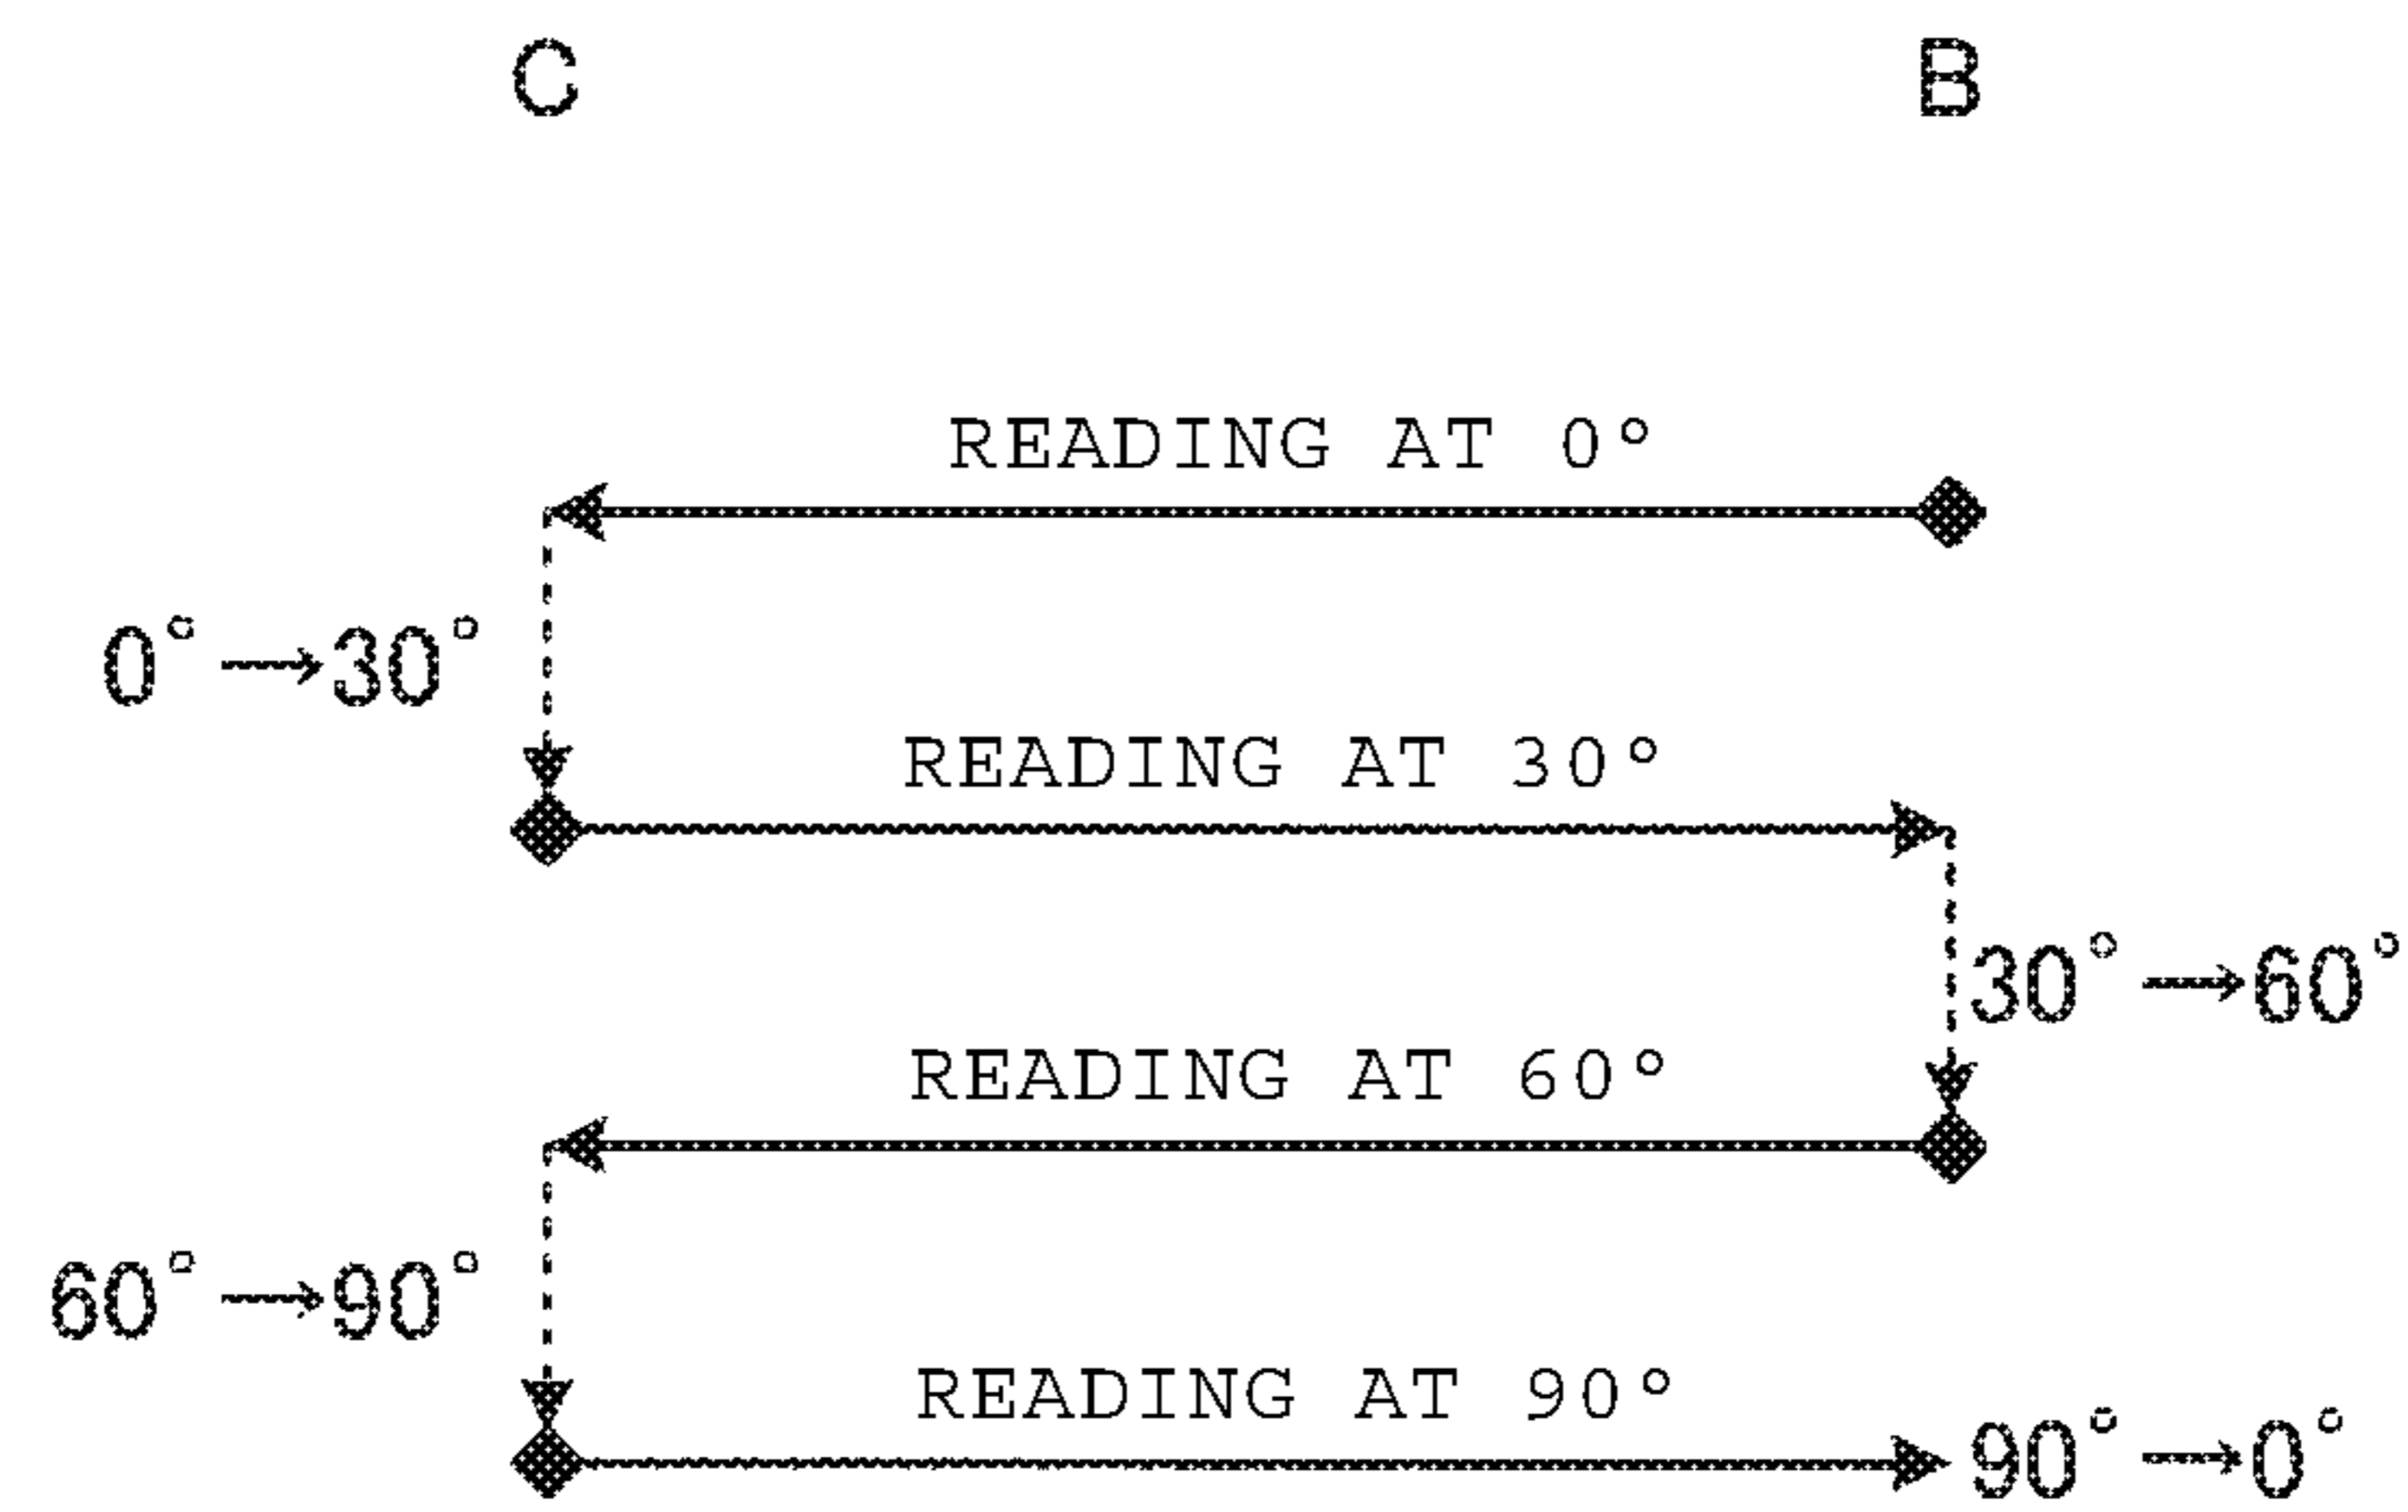 C B
READING AT 0°
0°→30°
READING AT 30°
30°→60°
READING AT 60°
60°→90°
READING AT 90°
90°→0°